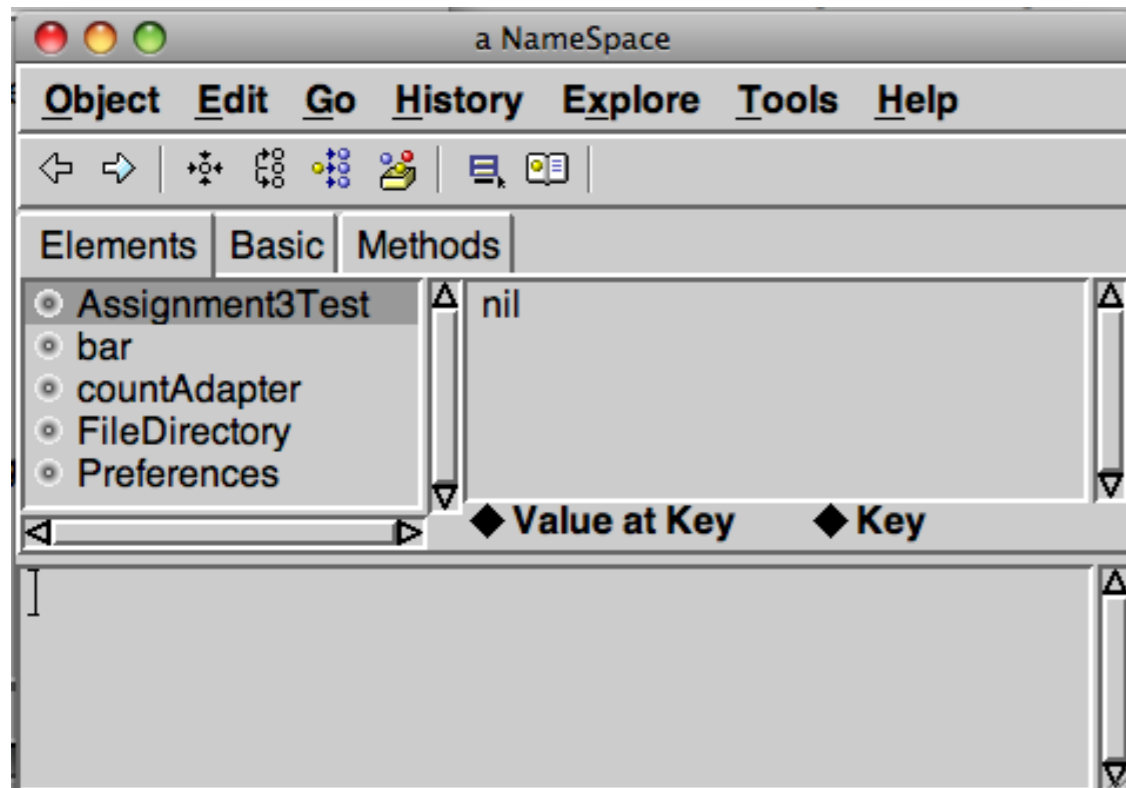 a NameSpace
Object Edit Go History Explore Tools Help
Elements Basic Methods
Assignment3Test
bar
countAdapter
FileDirectory
Preferences
nil
Value at Key Key